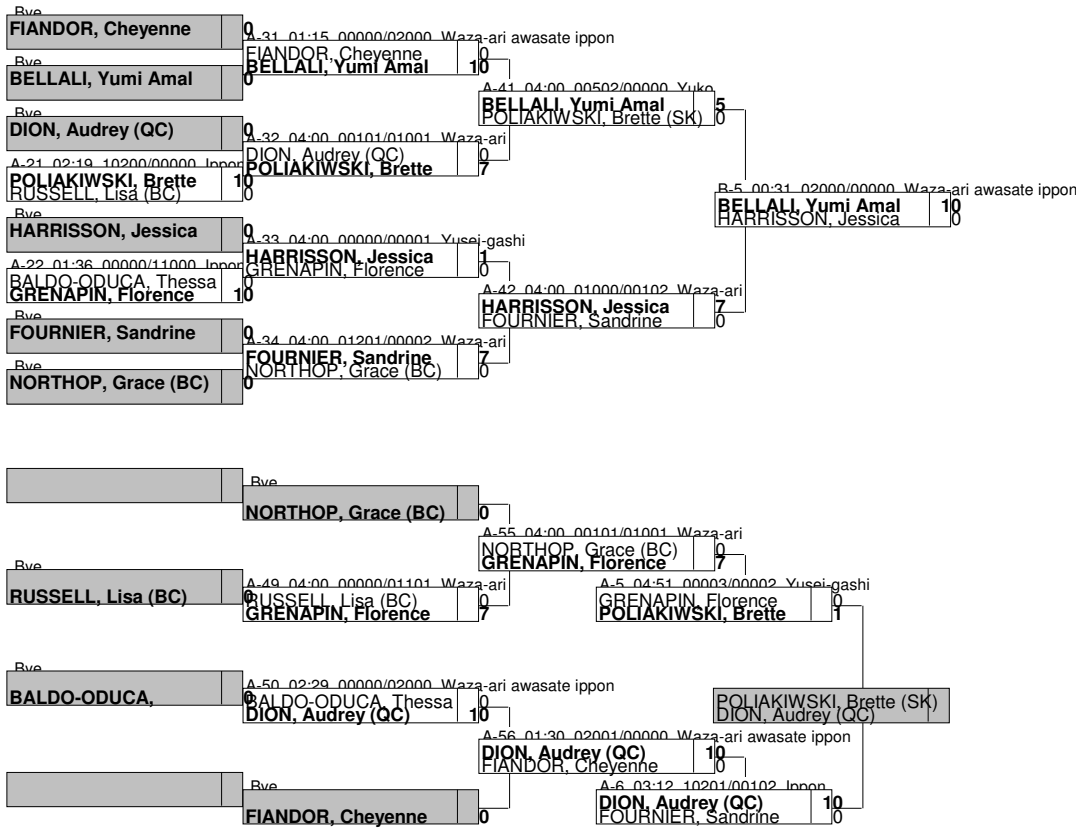 Bye
FIANDOR, Cheyenne 0
Bye
BELLALI, Yumi Amal 0
A-31 01:15 00000/02000 Waza-ari awasate ippon
FIANDOR, Cheyenne 0
BELLALI, Yumi Amal 10
Bye
DION, Audrey (QC) 0
A-21 02:19 10200/00000 Ippon
POLIAKIWSKI, Brette 10
RUSSELL, Lisa (BC) 0
A-32 04:00 00101/01001 Waza-ari
DION, Audrey (QC) 0
POLIAKIWSKI, Brette 7
A-41 04:00 00502/00000 Yuko
BELLALI, Yumi Amal 5
POLIAKIWSKI, Brette (SK) 0
Bye
HARRISSON, Jessica 0
A-22 01:36 00000/11000 Ippon
BALDO-ODUCA, Thessa 0
GRENAPIN, Florence 10
A-33 04:00 00000/00001 Yusei-gashi
HARRISSON, Jessica 1
GRENAPIN, Florence 0
Bye
FOURNIER, Sandrine 0
Bye
NORTHOP, Grace (BC) 0
A-34 04:00 01201/00002 Waza-ari
FOURNIER, Sandrine 7
NORTHOP, Grace (BC) 0
A-42 04:00 01000/00102 Waza-ari
HARRISSON, Jessica 7
FOURNIER, Sandrine 0
B-5 00:31 02000/00000 Waza-ari awasate ippon
BELLALI, Yumi Amal 10
HARRISSON, Jessica 0
Bye
NORTHOP, Grace (BC) 0
Bye
RUSSELL, Lisa (BC) 0
A-49 04:00 00000/01101 Waza-ari
RUSSELL, Lisa (BC) 0
GRENAPIN, Florence 7
A-55 04:00 00101/01001 Waza-ari
NORTHOP, Grace (BC) 0
GRENAPIN, Florence 7
A-5 04:51 00003/00002 Yusei-gashi
GRENAPIN, Florence 0
POLIAKIWSKI, Brette 1
Bye
BALDO-ODUCA, 0
A-50 02:29 00000/02000 Waza-ari awasate ippon
BALDO-ODUCA, Thessa 0
DION, Audrey (QC) 10
Bye
FIANDOR, Cheyenne 0
A-56 01:30 02001/00000 Waza-ari awasate ippon
DION, Audrey (QC) 10
FIANDOR, Cheyenne 0
A-6 03:12 10201/00102 Ippon
DION, Audrey (QC) 10
FOURNIER, Sandrine 0
POLIAKIWSKI, Brette (SK)
DION, Audrey (QC)